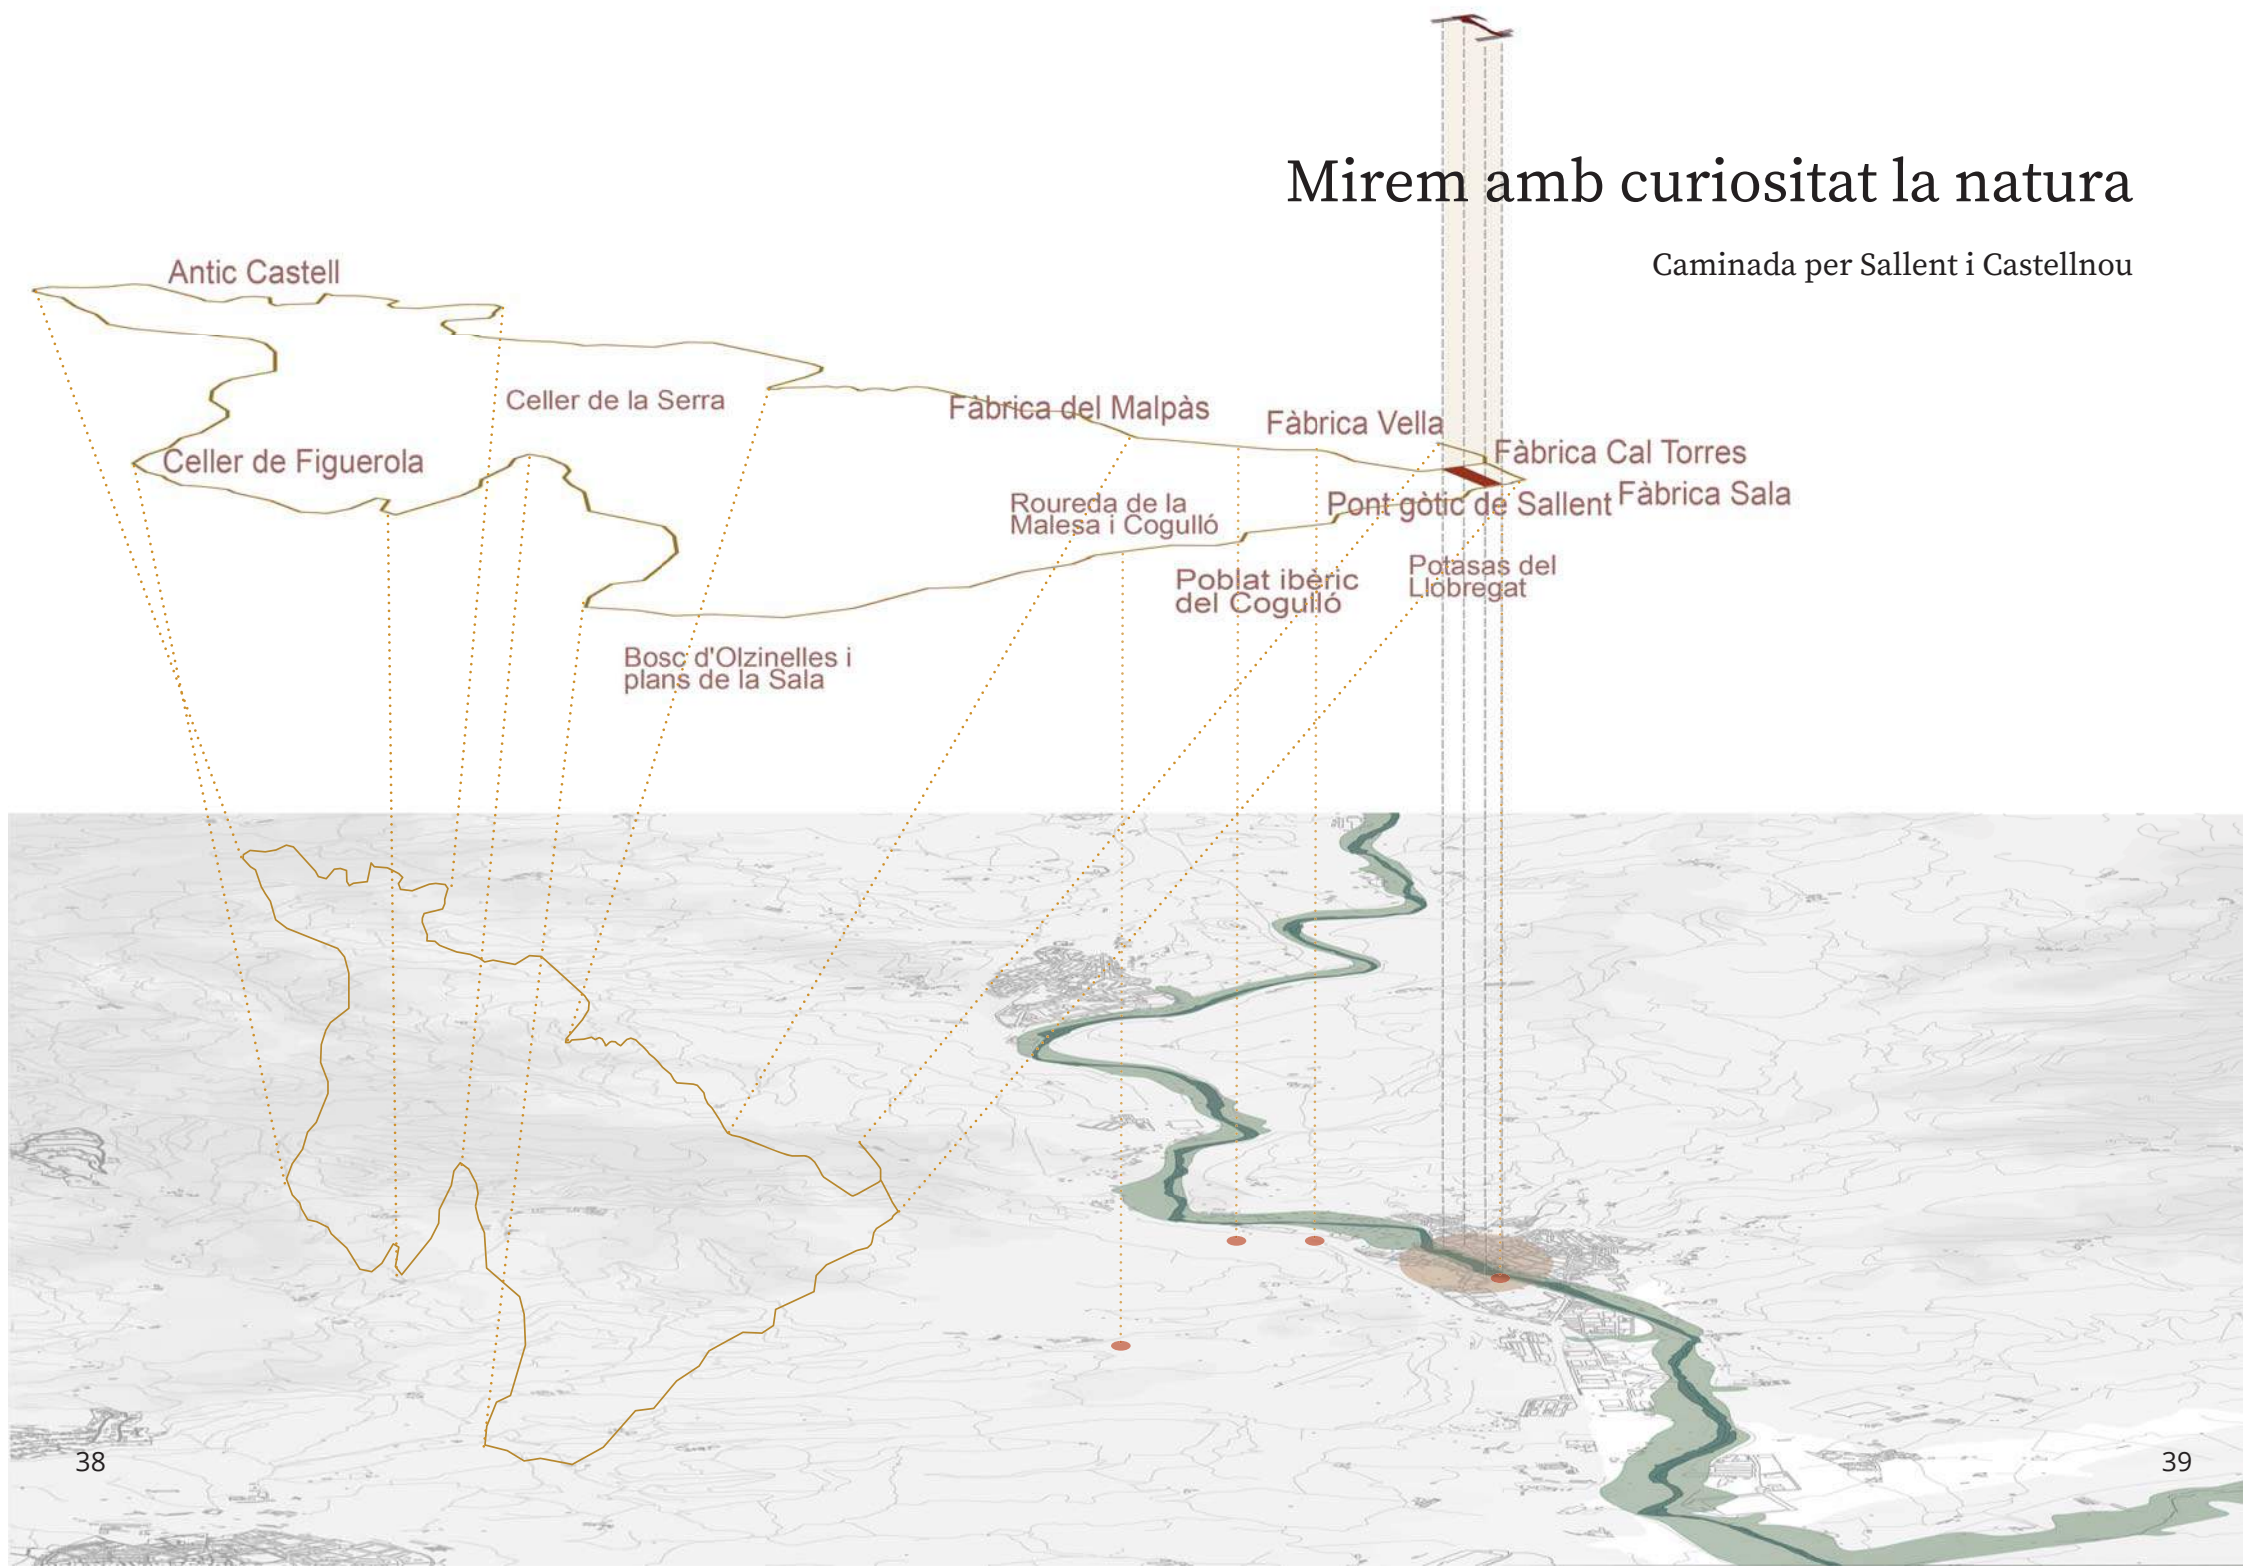 Mirem amb curiositat la natura
Caminada per Sallent i Castellnou
Antic Castell
Celler de la Serra
Fàbrica del Malpàs
Fàbrica Vella
Fàbrica Cal Torres
Celler de Figuerola
Roureda de la
Malesa i Cogulló
Pont gòtic de Sallent
Fàbrica Sala
Poblat ibèric
del Cogulló
Potasas del
Llobregat
Bosc d'Olzinelles i
plans de la Sala
38
39